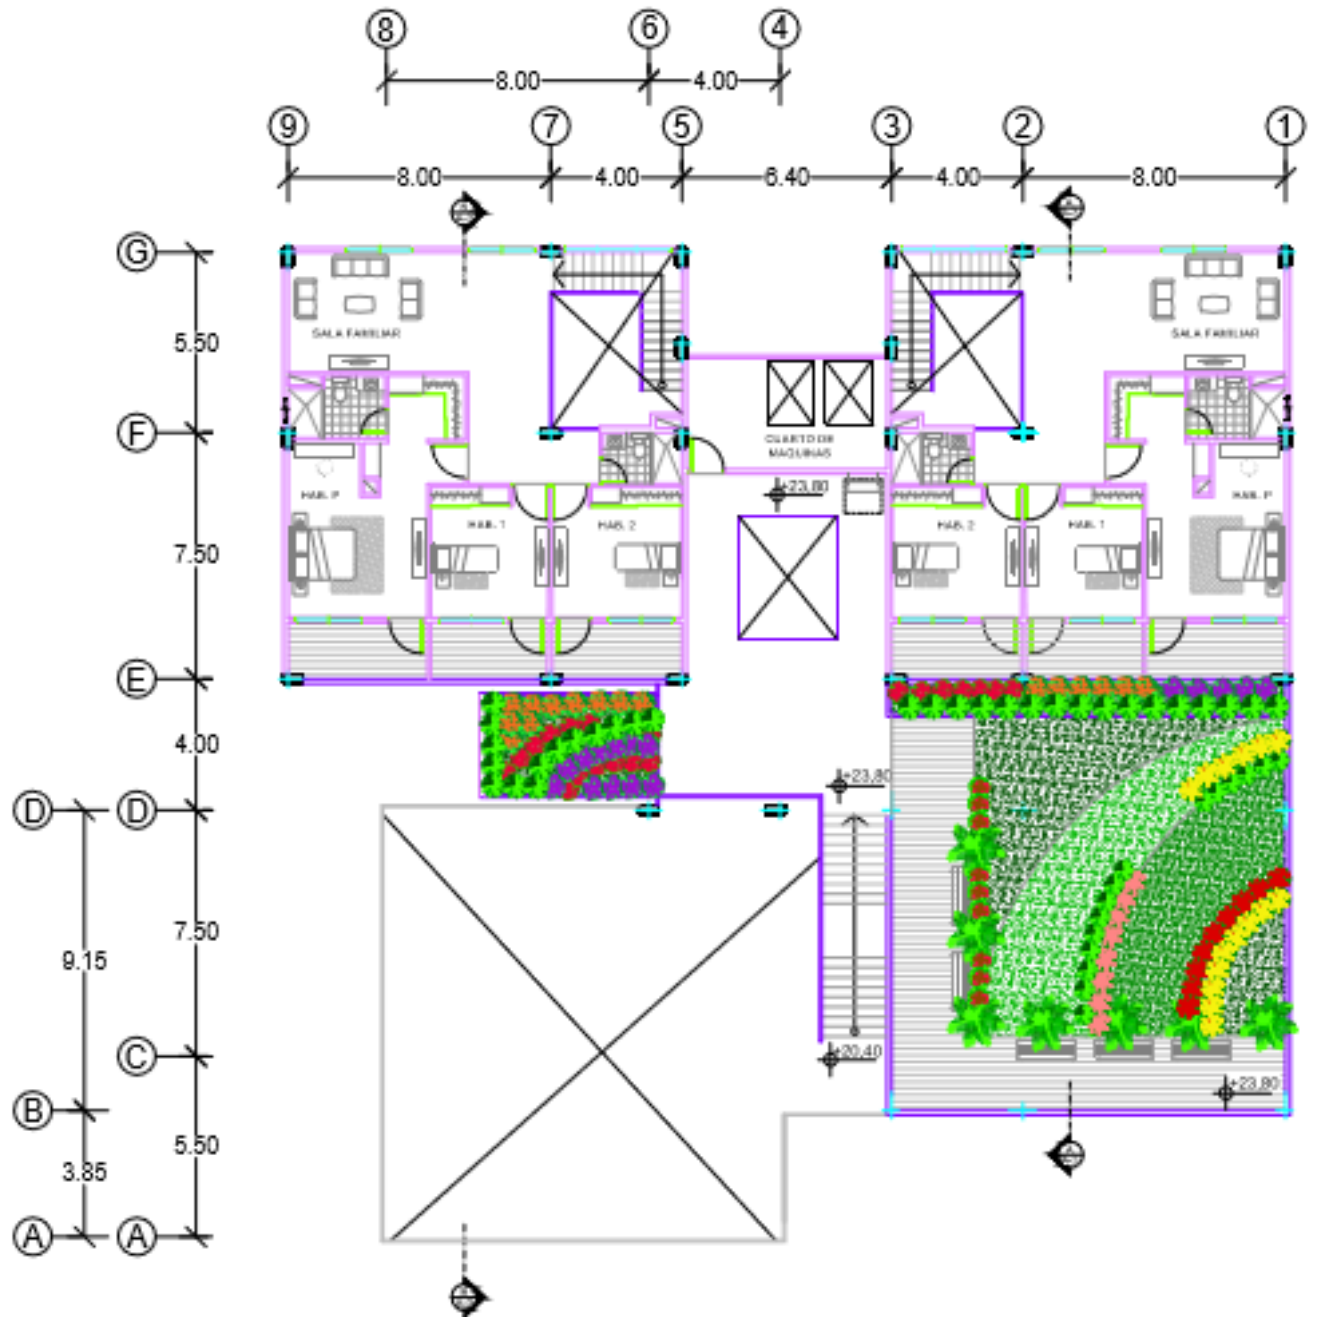 8 6 4
8.00 4.00
9 7 5 3 2 1
8.00 4.00 6.40 4.00 8.00
G
SALA FAMILIAR SALA FAMILIAR
5.50
F
CUARTO DE
MAQUINAS
+23,80
HAB. P HAB. P
HAB. 1 HAB. 2 HAB. 2 HAB. 1
7.50
E
4.00
+23,80
D D
7.50
9.15
C
+20,40
+23,80
B
5.50
3.85
A A